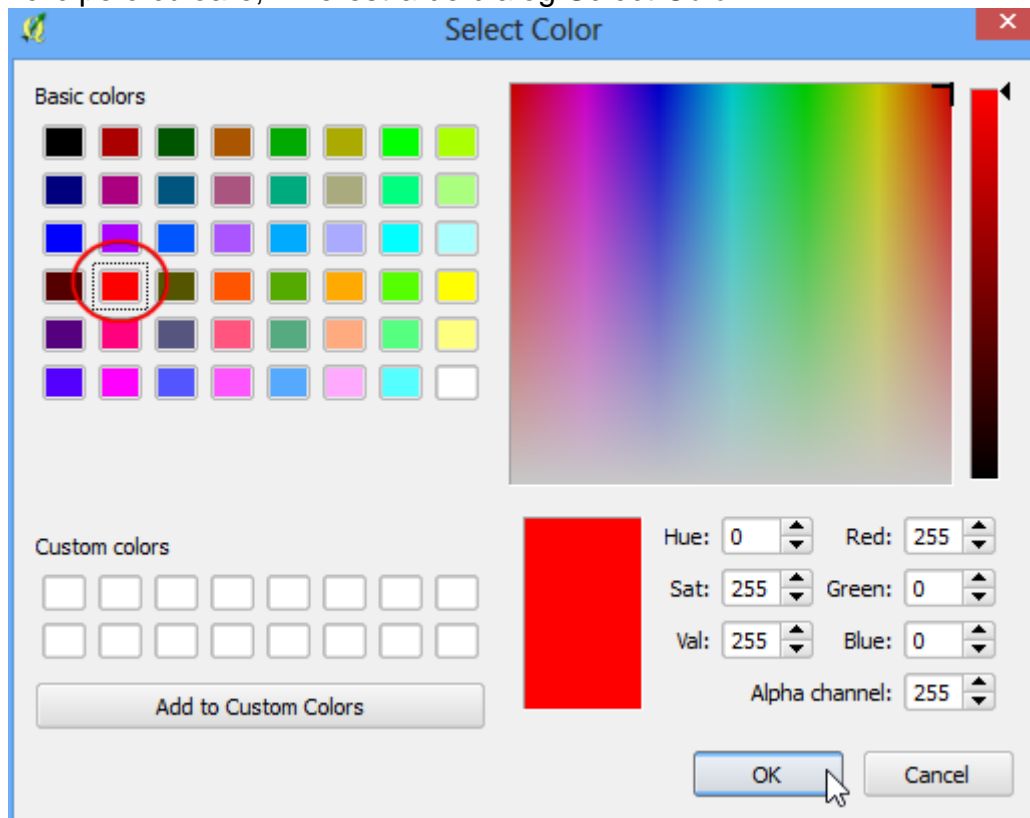 Select Color
Basic colors
Custom colors
Hue: 0 Red: 255
Sat: 255 Green: 0
Val: 255 Blue: 0
Alpha channel: 255
Add to Custom Colors
OK Cancel